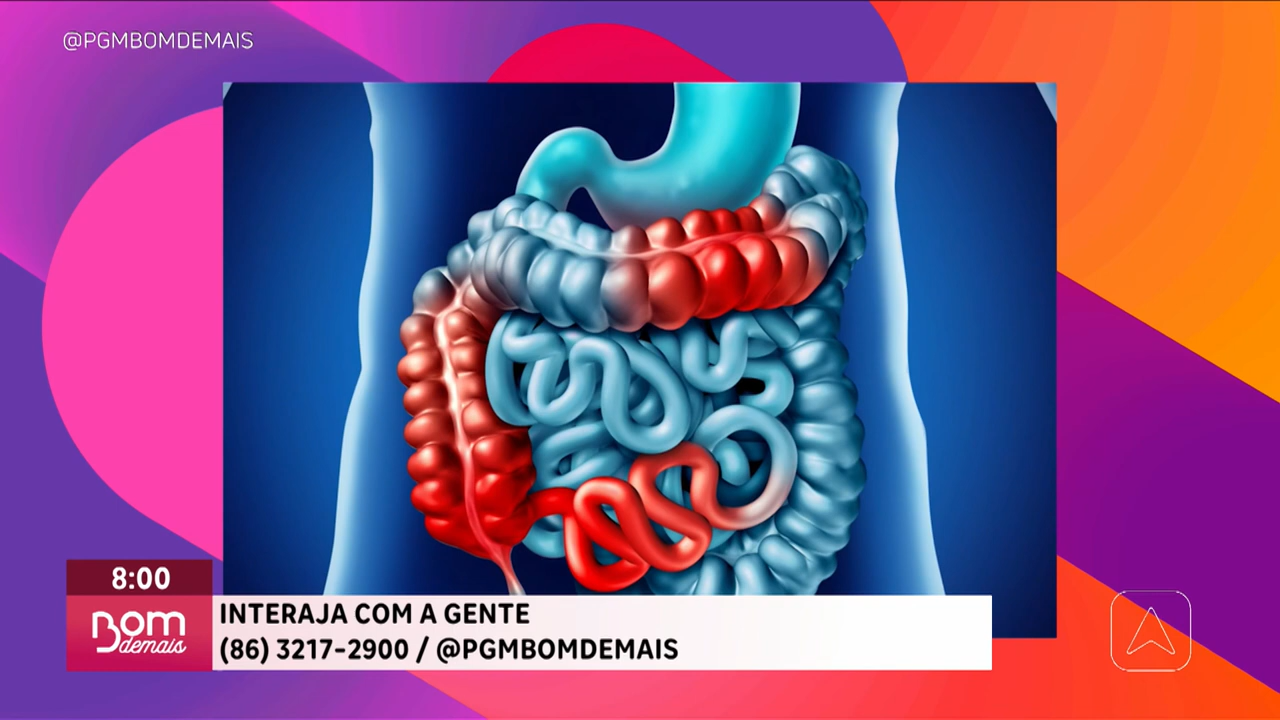 @PGMBOMDEMAIS
8:00
Bom
demais
INTERAJA COM A GENTE
(86) 3217-2900 / @PGMBOMDEMAIS